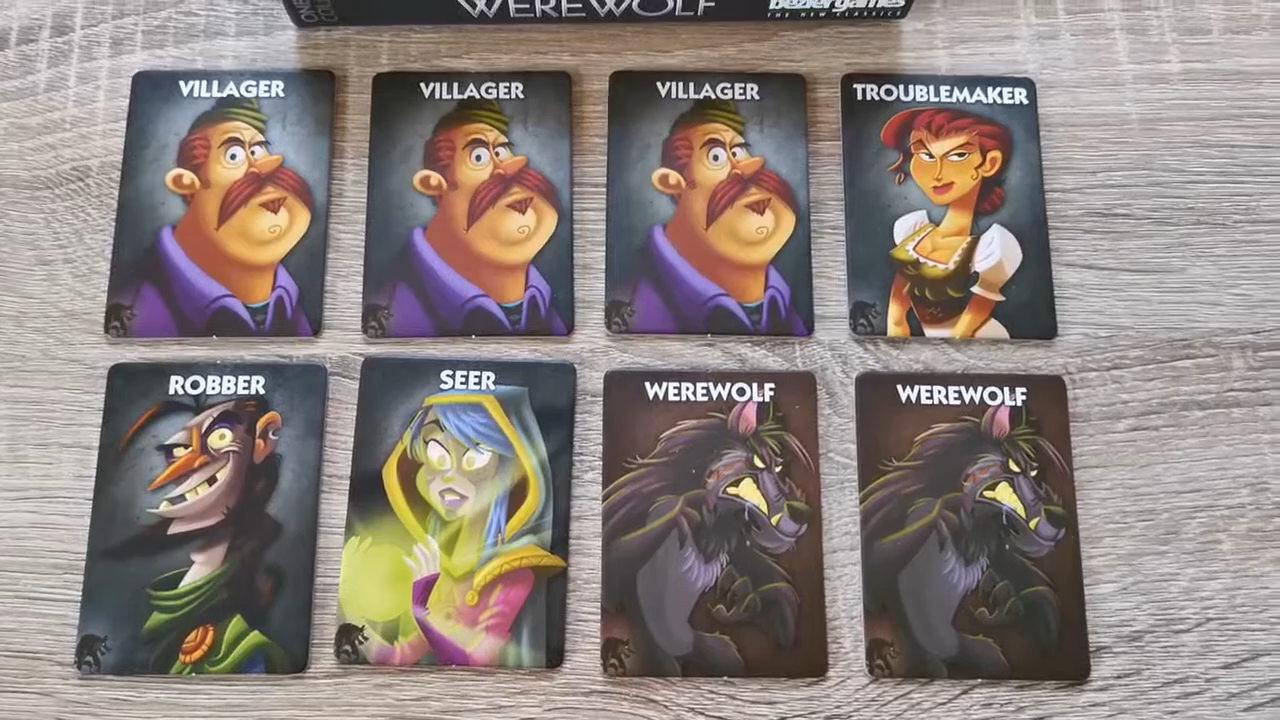 WEREWOLF
beziergames
THE NEW CLASSICS
VILLAGER
VILLAGER
VILLAGER
TROUBLEMAKER
ROBBER
SEER
WEREWOLF
WEREWOLF